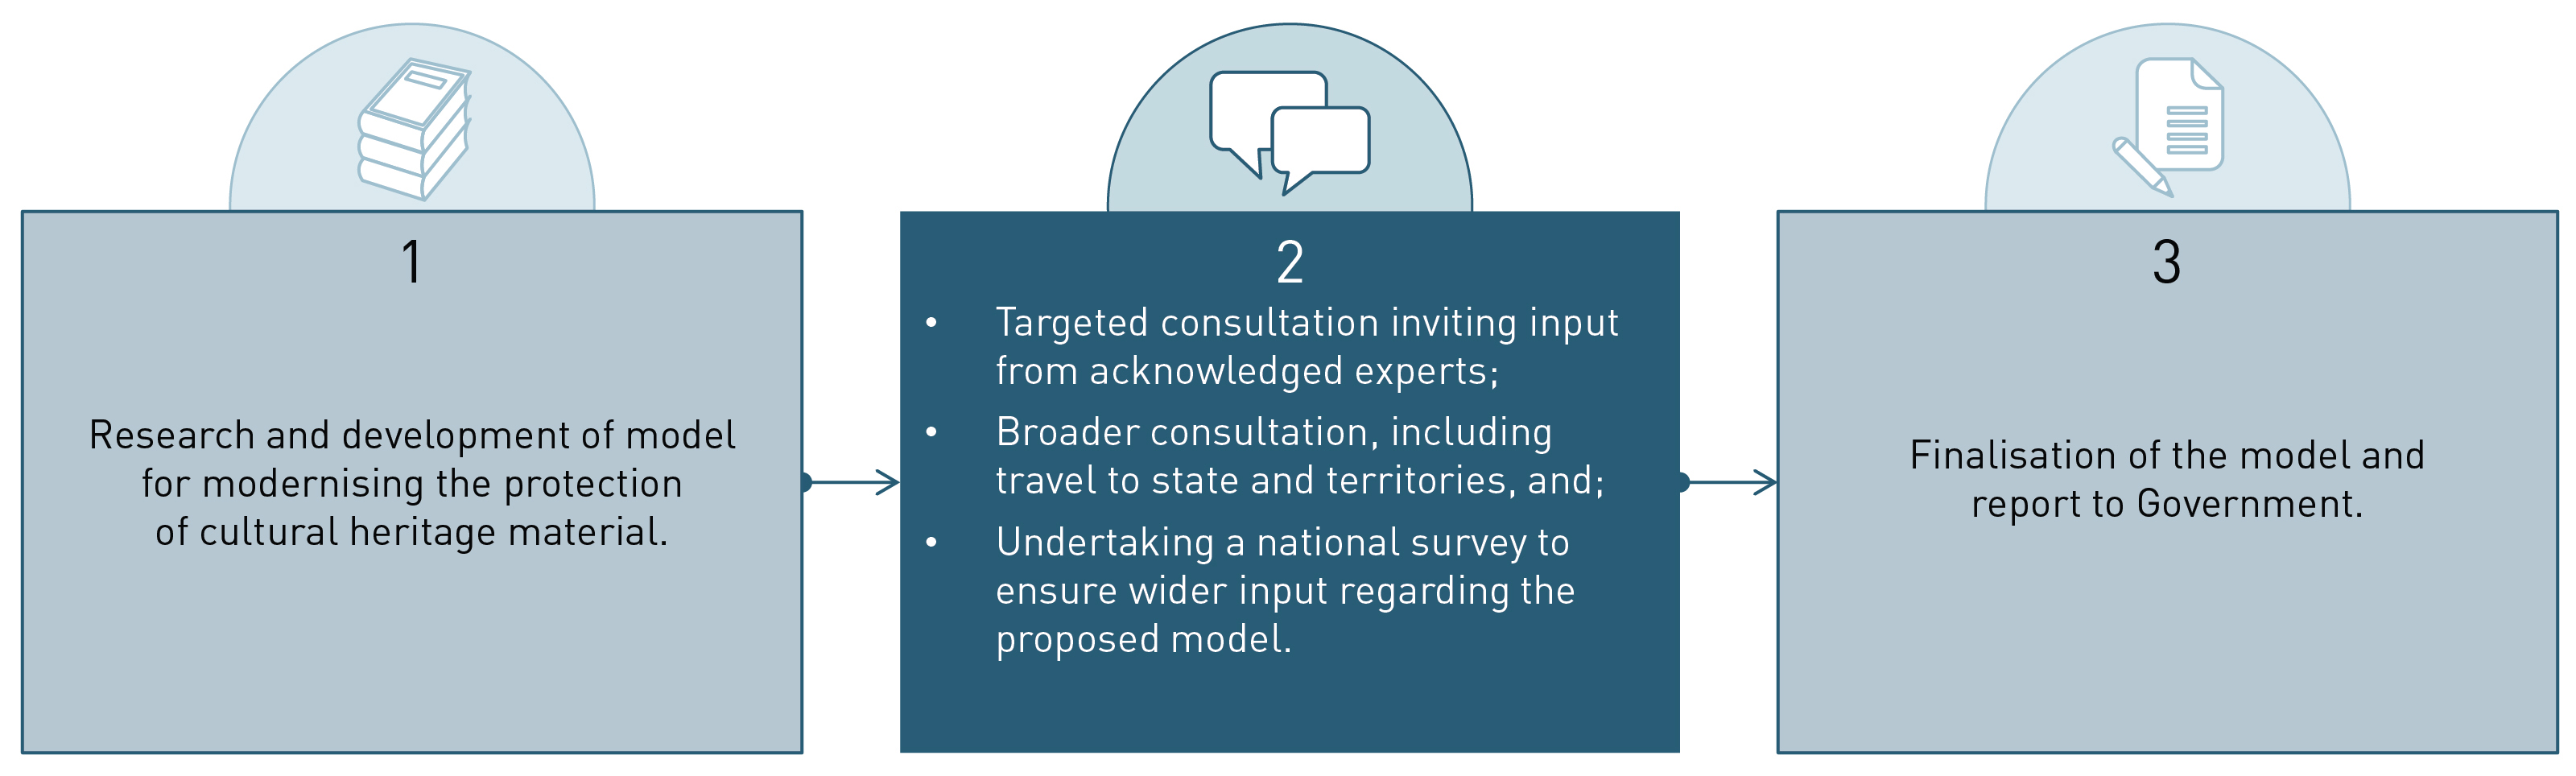 1
Research and development of model
for modernising the protection
of cultural heritage material.
2
• Targeted consultation inviting input
from acknowledged experts;
• Broader consultation, including
travel to state and territories, and;
• Undertaking a national survey to
ensure wider input regarding the
proposed model.
3
Finalisation of the model and
report to Government.